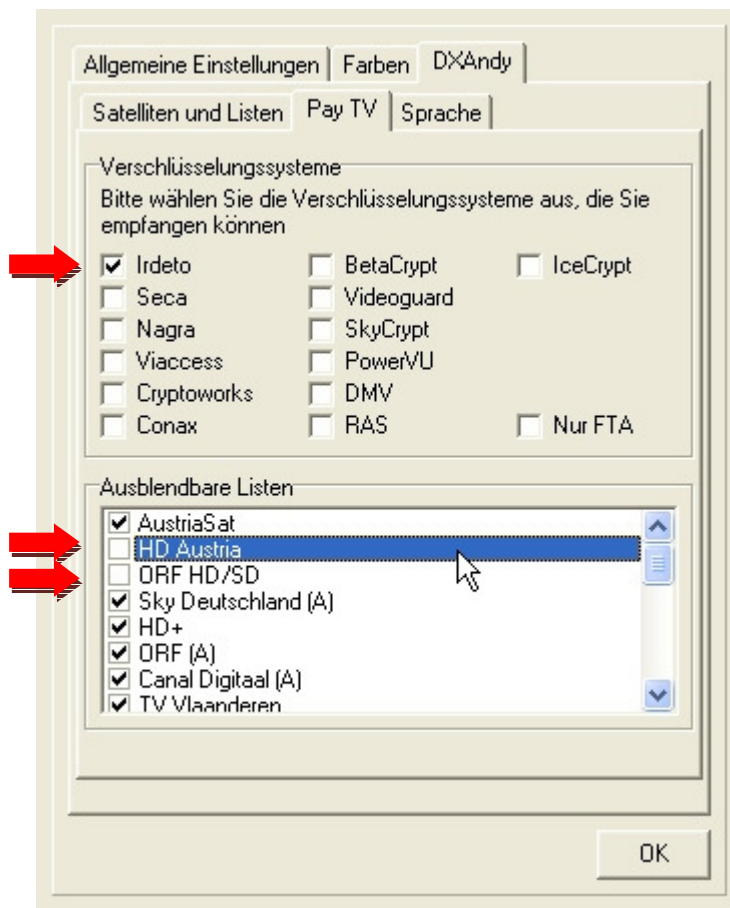 Allgemeine Einstellungen Farben DXAndy
Satelliten und Listen Pay TV Sprache
Verschlüsselungssysteme
Bitte wählen Sie die Verschlüsselungssysteme aus, die Sie
empfangen können
Irdeto BetaCrypt IceCrypt
Seca Videoguard
Nagra SkyCrypt
Viaccess PowerVU
Cryptoworks DMV
Conax RAS Nur FTA
Ausblendbare Listen
AustriaSat
HD Austria
ORF HD/SD
Sky Deutschland (A)
HD+
ORF (A)
Canal Digitaal (A)
TV Vlaanderen
OK